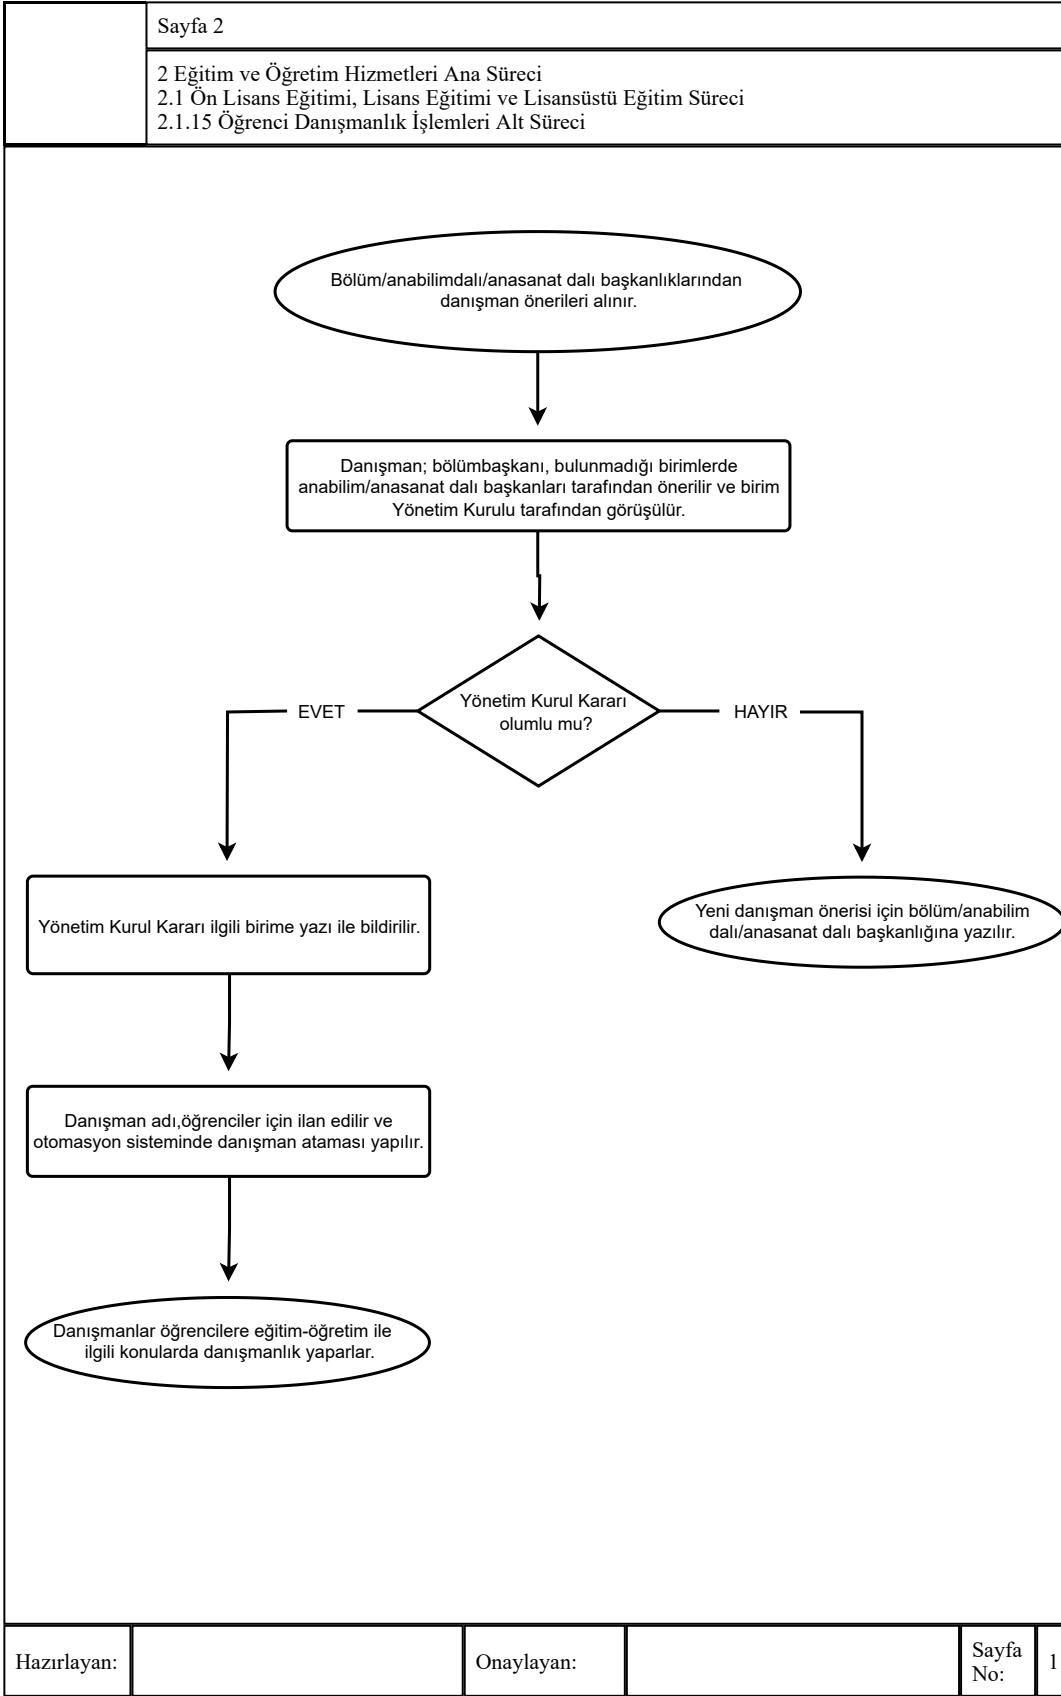 Sayfa 2
2 Eğitim ve Öğretim Hizmetleri Ana Süreci
2.1 Ön Lisans Eğitimi, Lisans Eğitimi ve Lisansüstü Eğitim Süreci
2.1.15 Öğrenci Danışmanlık İşlemleri Alt Süreci
Bölüm/anabilimdalı/anasanat dalı başkanlıklarından
danışman önerileri alınır.
Danışman; bölümbaşkanı, bulunmadığı birimlerde
anabilim/anasanat dalı başkanları tarafından önerilir ve birim
Yönetim Kurulu tarafından görüşülür.
Yönetim Kurul Kararı
olumlu mu?
EVET
HAYIR
Yönetim Kurul Kararı ilgili birime yazı ile bildirilir.
Yeni danışman önerisi için bölüm/anabilim
dalı/anasanat dalı başkanlığına yazılır.
Danışman adı,öğrenciler için ilan edilir ve
otomasyon sisteminde danışman ataması yapılır.
Danışmanlar öğrencilere eğitim-öğretim ile
ilgili konularda danışmanlık yaparlar.
Hazırlayan:
Onaylayan:
Sayfa
No:
1